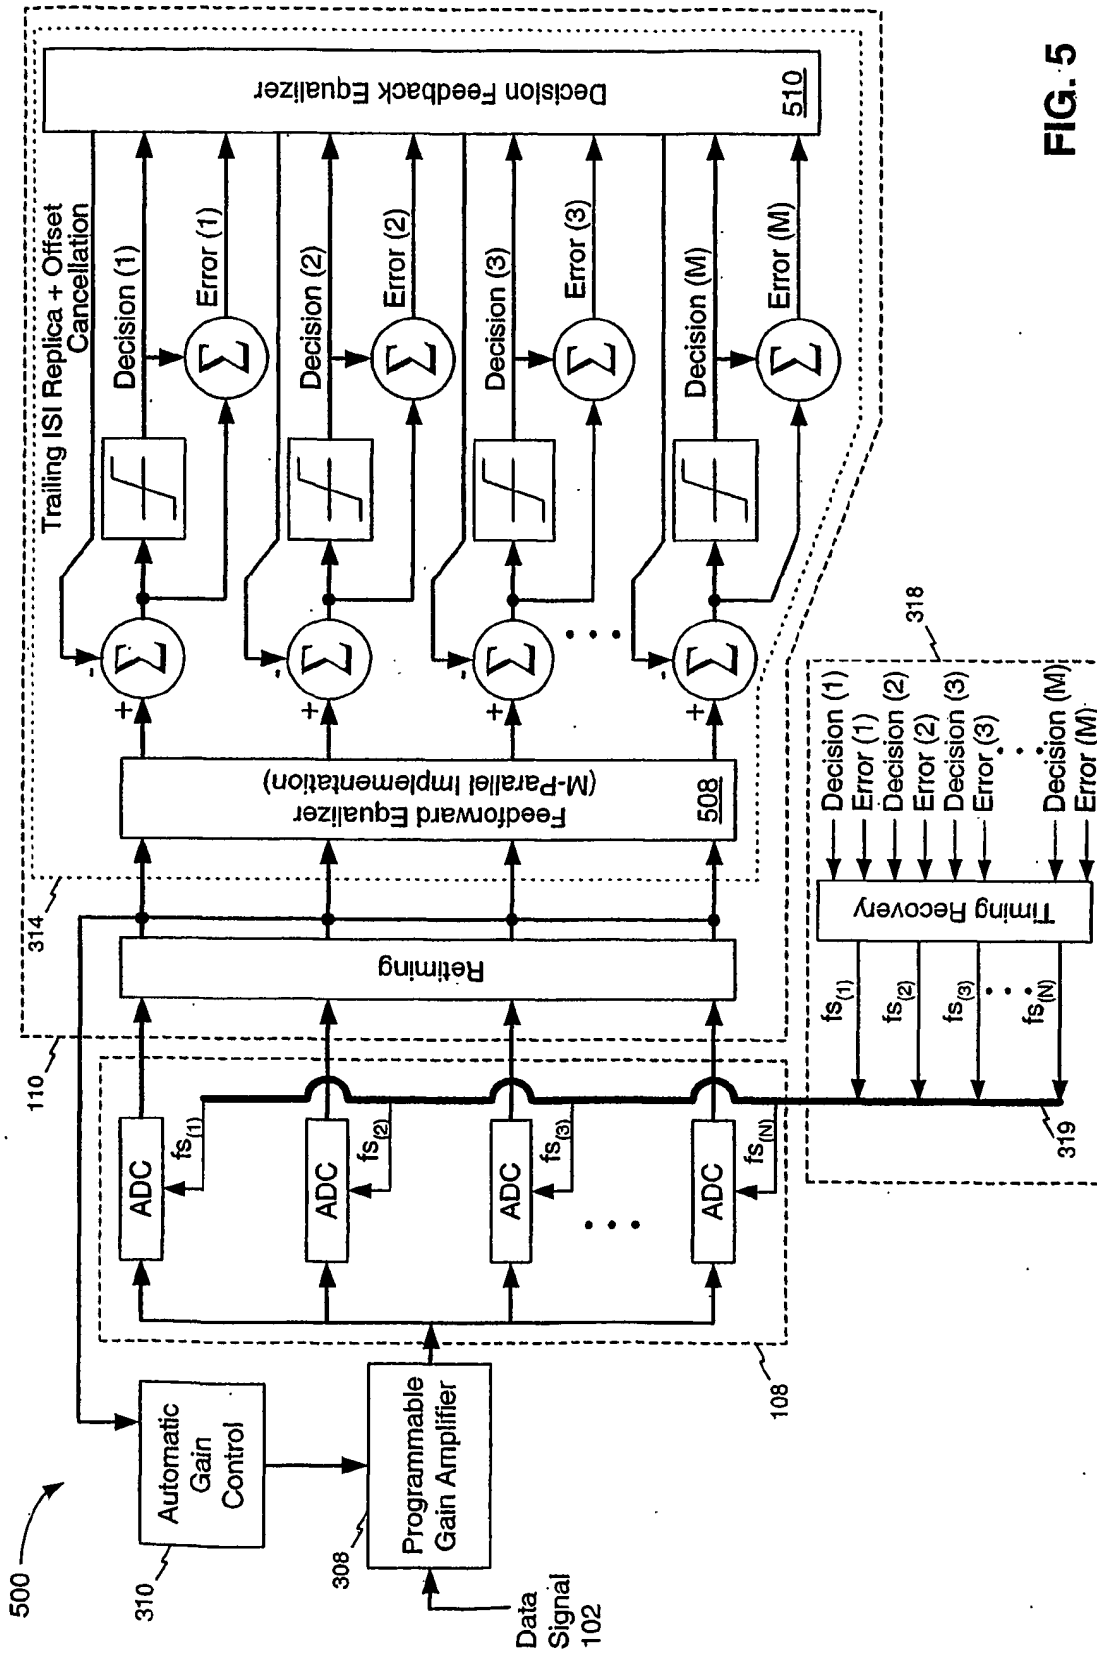 500
310
Automatic
Gain
Control
308
Programmable
Gain Amplifier
Data
Signal
102
108
ADC
fs(1)
ADC
fs(2)
ADC
fs(3)
• • •
ADC
fs(N)
110
314
Retiming
Feedforward Equalizer
(M-Parallel Implementation)
508
+
-
Σ
+
-
Σ
+
-
Σ
• • •
+
-
Σ
Trailing ISI Replica + Offset
Cancellation
Decision (1)
Σ
Error (1)
Decision (2)
Σ
Error (2)
Decision (3)
Σ
Error (3)
Decision (M)
Σ
Error (M)
Decision Feedback Equalizer
510
319
fs(1)
fs(2)
fs(3)
• • •
fs(N)
Timing Recovery
318
Decision (1)
Error (1)
Decision (2)
Error (2)
Decision (3)
Error (3)
• • •
Decision (M)
Error (M)
FIG. 5